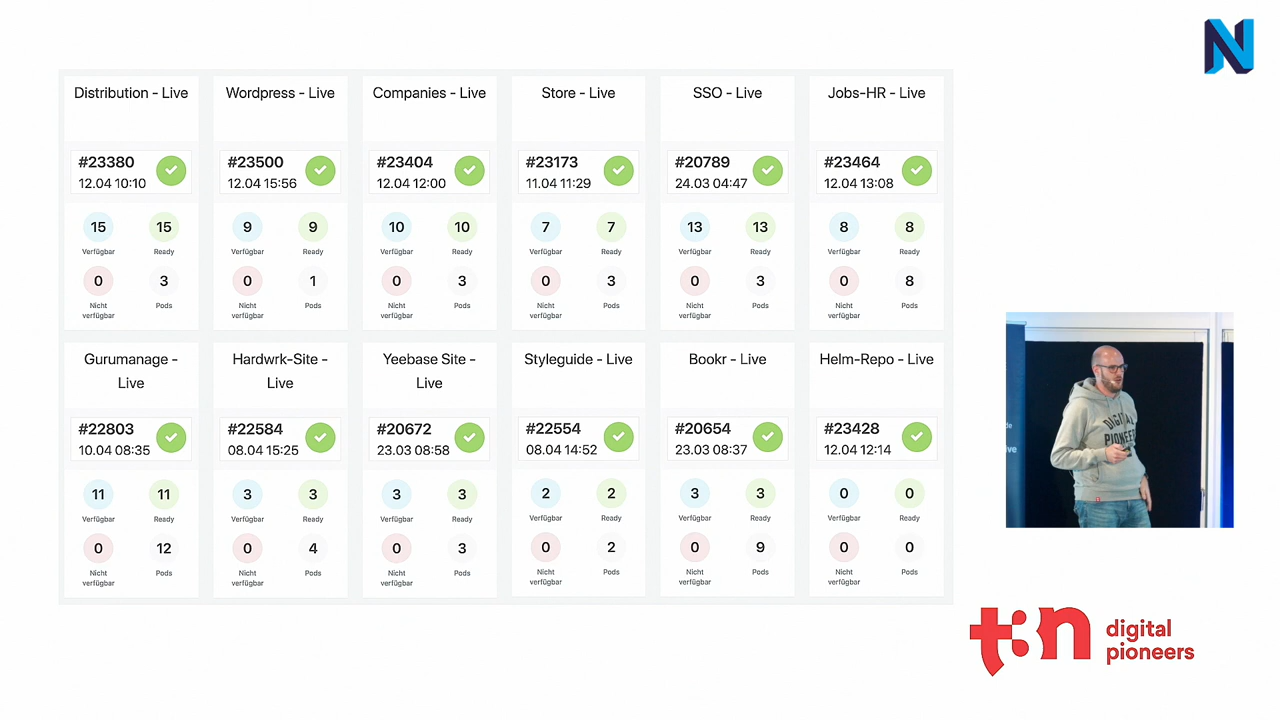 Distribution - Live
#23380
12.04 10:10
15
15
Verfügbar
Ready
0
3
Nicht
verfügbar
Pods
Wordpress - Live
#23500
12.04 15:56
9
9
Verfügbar
Ready
0
1
Nicht
verfügbar
Pods
Companies - Live
#23404
12.04 12:00
10
10
Verfügbar
Ready
0
3
Nicht
verfügbar
Pods
Store - Live
#23173
11.04 11:29
7
7
Verfügbar
Ready
0
3
Nicht
verfügbar
Pods
SSO - Live
#20789
24.03 04:47
13
13
Verfügbar
Ready
0
3
Nicht
verfügbar
Pods
Jobs-HR - Live
#23464
12.04 13:08
8
8
Verfügbar
Ready
0
8
Nicht
verfügbar
Pods
Gurumanage -
Live
#22803
10.04 08:35
11
11
Verfügbar
Ready
0
12
Nicht
verfügbar
Pods
Hardwrk-Site -
Live
#22584
08.04 15:25
3
3
Verfügbar
Ready
0
4
Nicht
verfügbar
Pods
Yeebase Site -
Live
#20672
23.03 08:58
3
3
Verfügbar
Ready
0
3
Nicht
verfügbar
Pods
Styleguide - Live
#22554
08.04 14:52
2
2
Verfügbar
Ready
0
2
Nicht
verfügbar
Pods
Bookr - Live
#20654
23.03 08:37
3
3
Verfügbar
Ready
0
9
Nicht
verfügbar
Pods
Helm-Repo - Live
#23428
12.04 12:14
0
0
Verfügbar
Ready
0
0
Nicht
verfügbar
Pods
N
DIGITAL
t3n
digital
pioneers